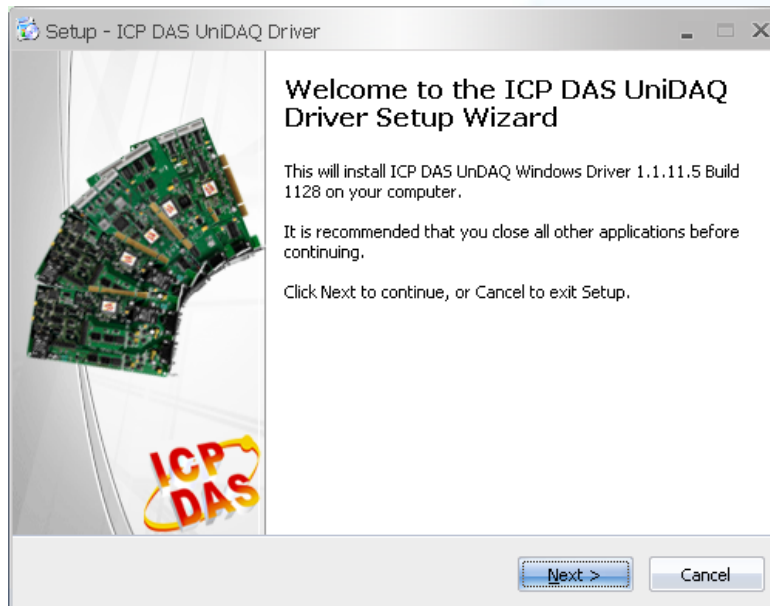 Setup - ICP DAS UniDAQ Driver
Welcome to the ICP DAS UniDAQ
Driver Setup Wizard
This will install ICP DAS UnDAQ Windows Driver 1.1.11.5 Build
1128 on your computer.
It is recommended that you close all other applications before
continuing.
Click Next to continue, or Cancel to exit Setup.
ICP
DAS
Next >
Cancel